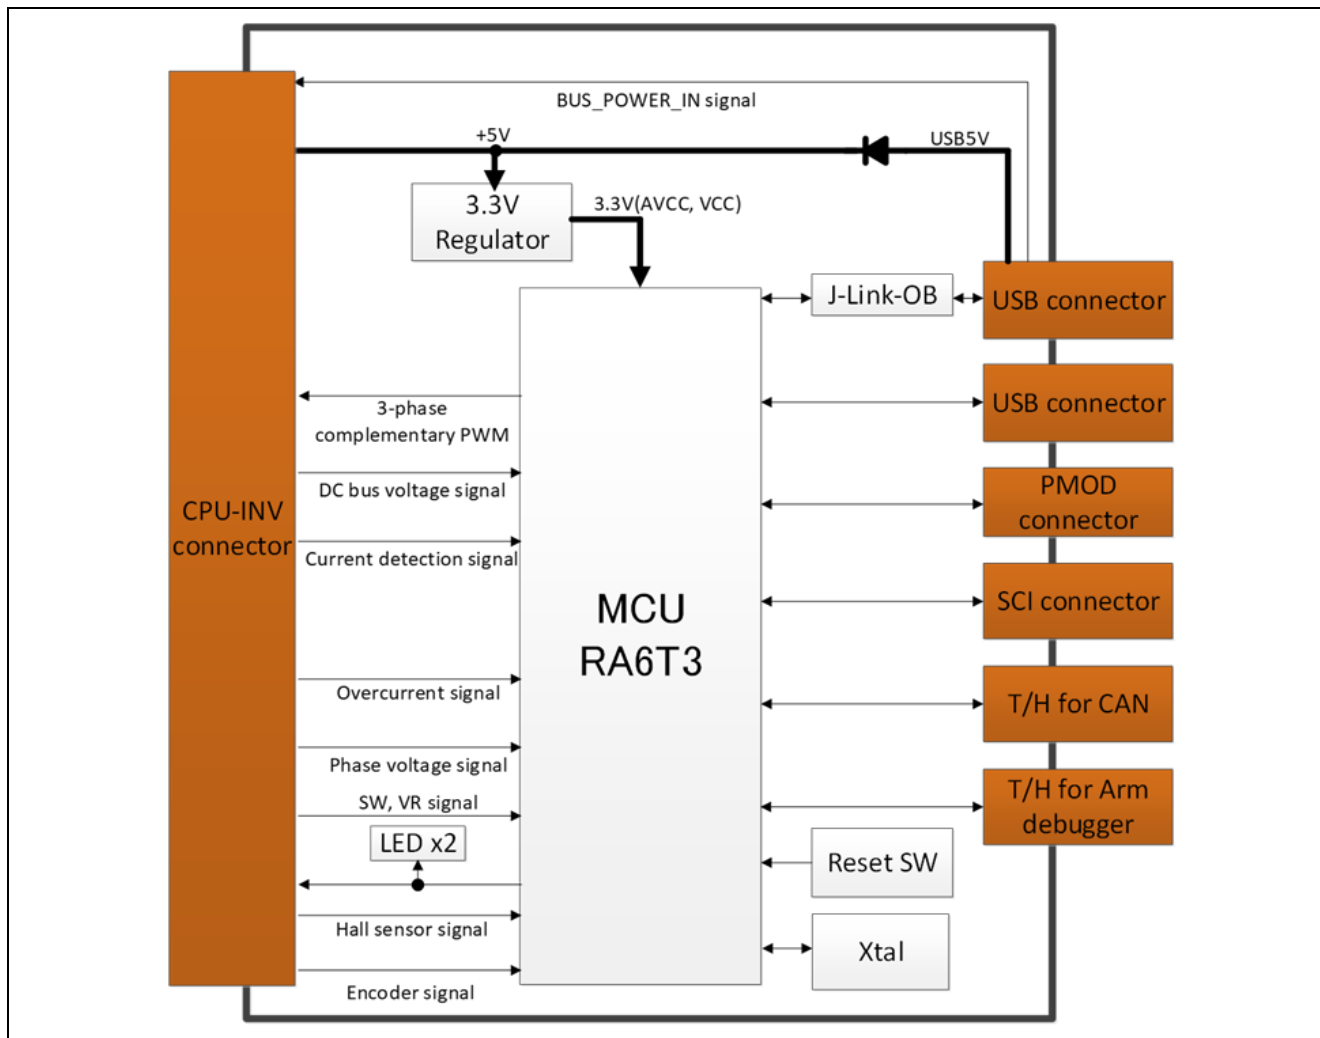 BUS_POWER_IN signal
+5V
USB5V
3.3V
Regulator
3.3V(AVCC, VCC)
J-Link-OB
USB connector
3-phase
complementary PWM
USB connector
DC bus voltage signal
PMOD
connector
CPU-INV
connector
Current detection signal
MCU
RA6T3
SCI connector
Overcurrent signal
T/H for CAN
Phase voltage signal
SW, VR signal
T/H for Arm
debugger
LED x2
Reset SW
Hall sensor signal
Xtal
Encoder signal